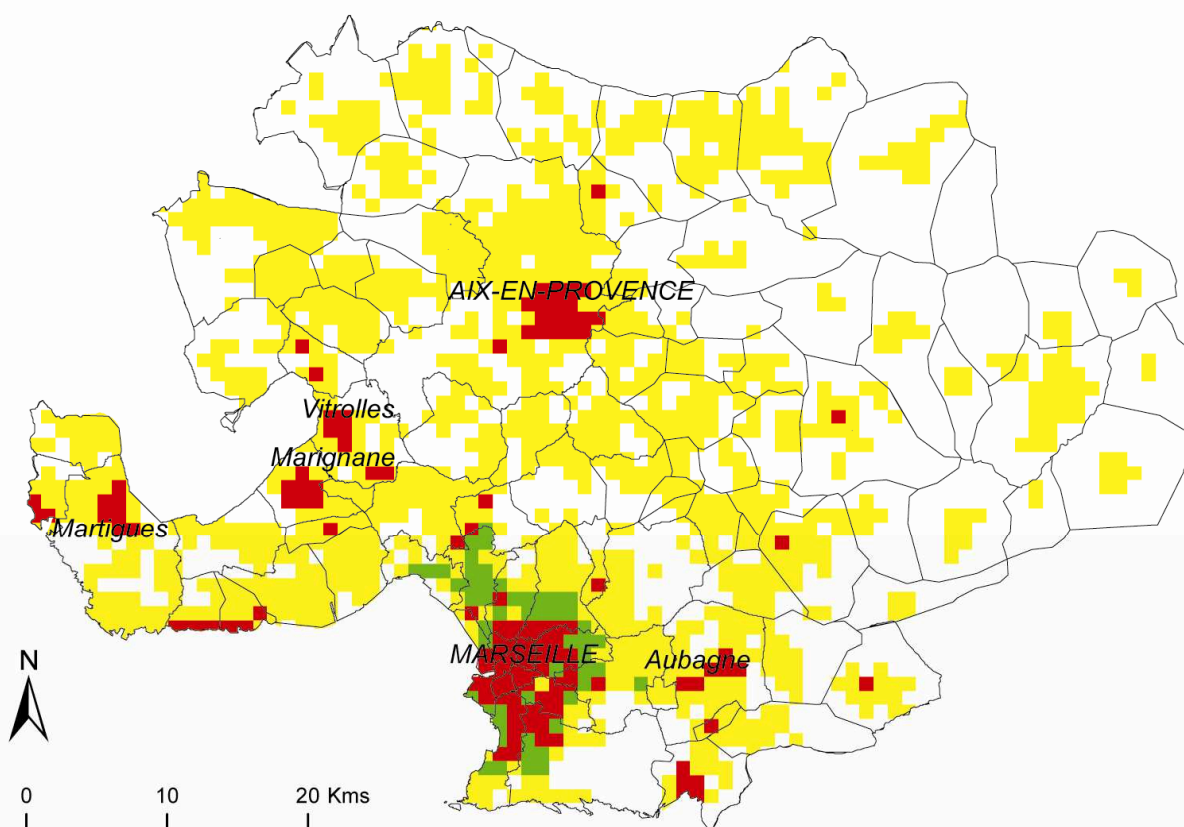 AIX-EN-PROVENCE
Vitrolles
Marignane
Martigues
MARSEILLE
Aubagne
N
0 10 20 Kms